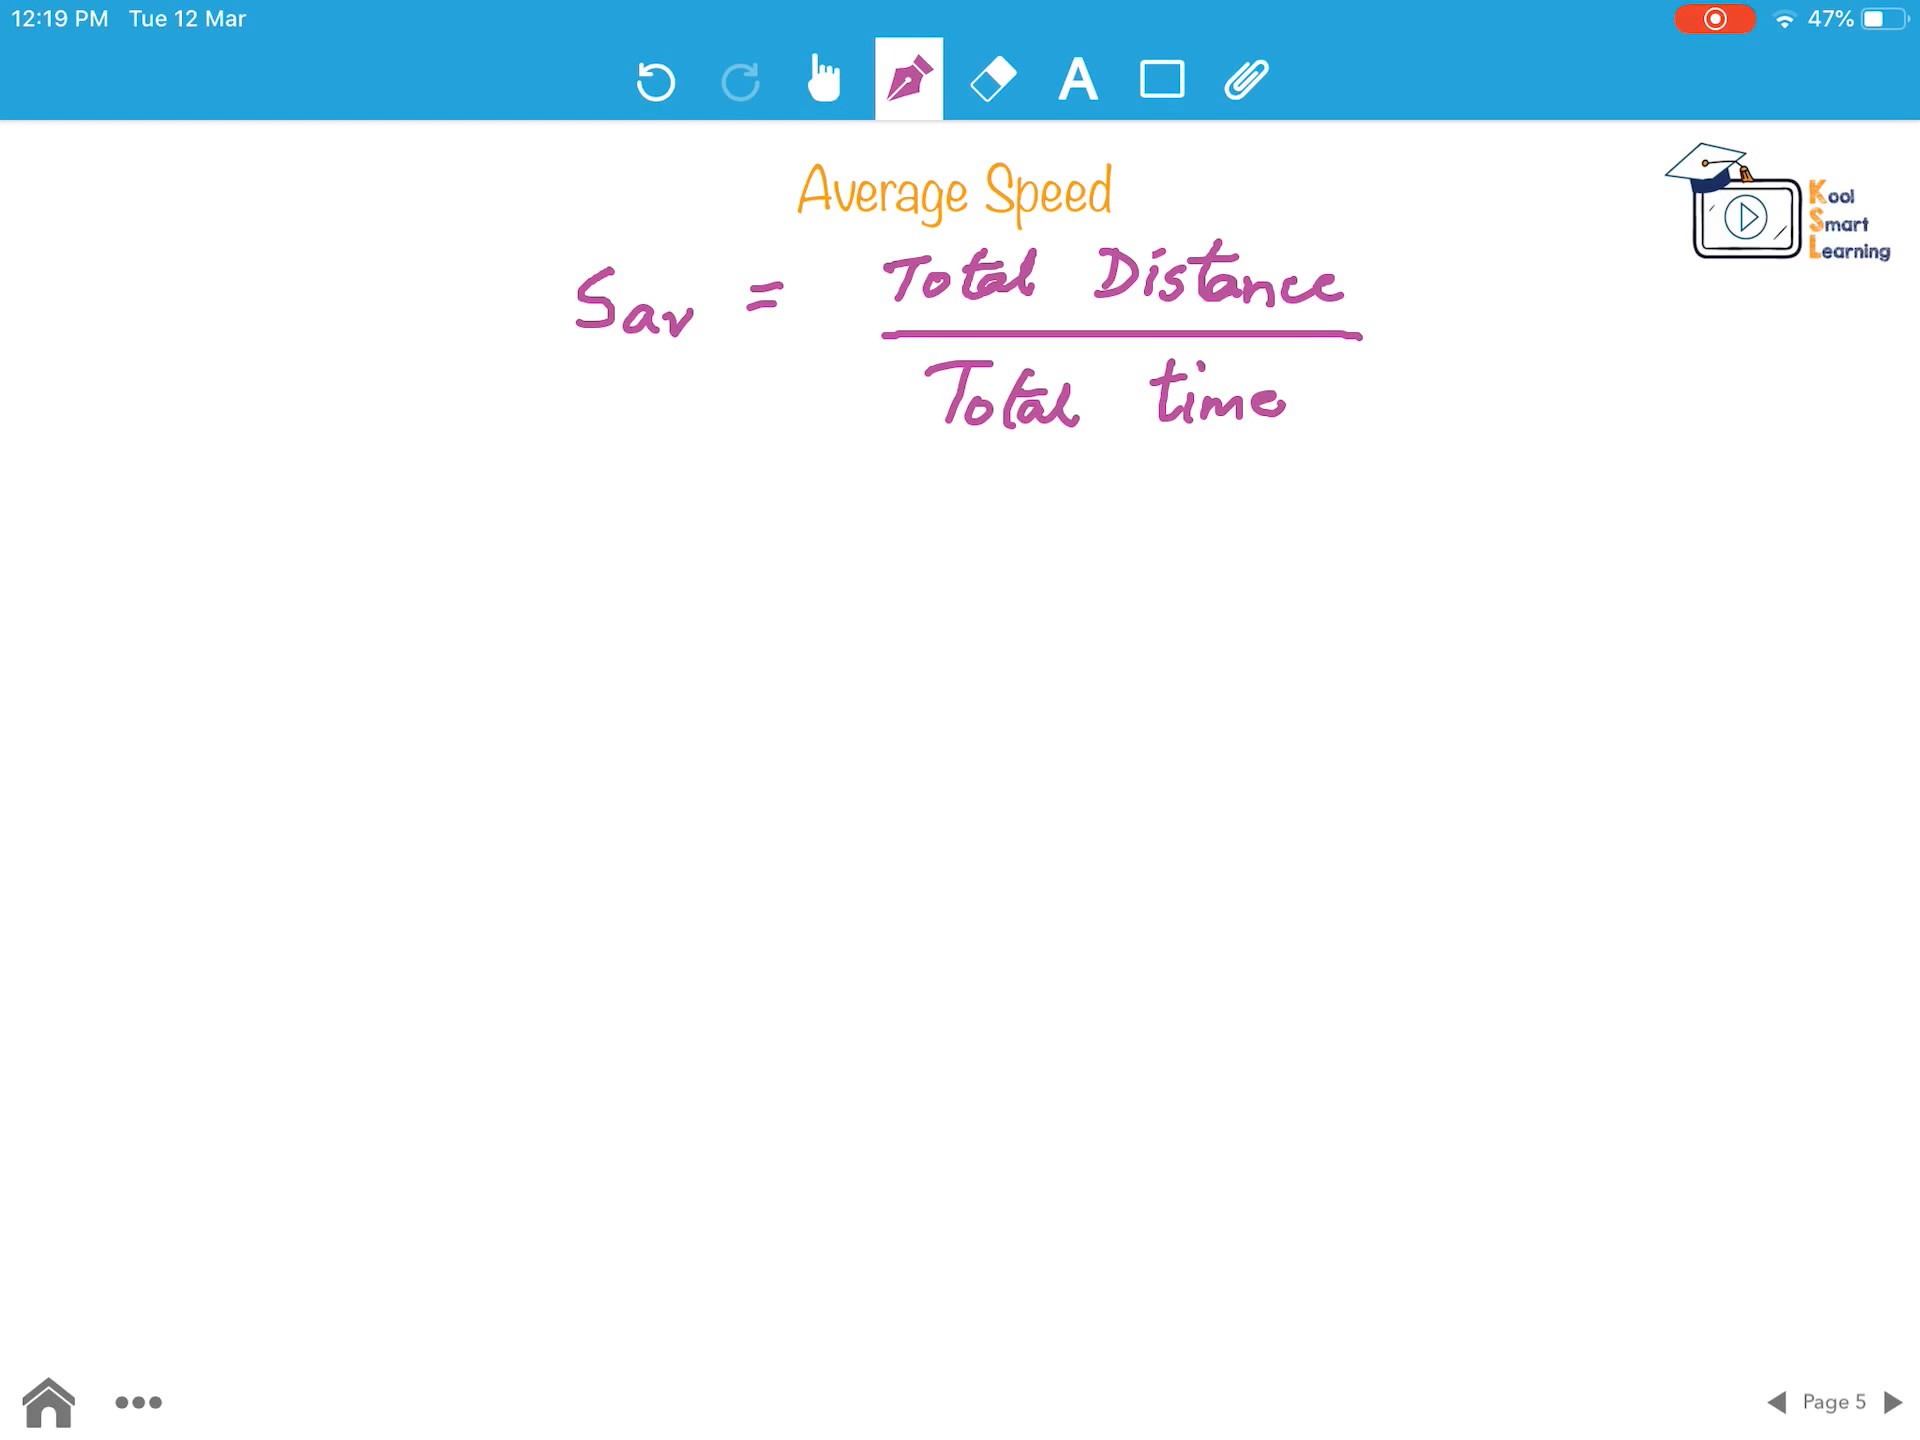 12:19 PM Tue 12 Mar
47%
A
Average Speed
Kool
Smart
Learning
Sav = Total Distance
Total time
Page 5